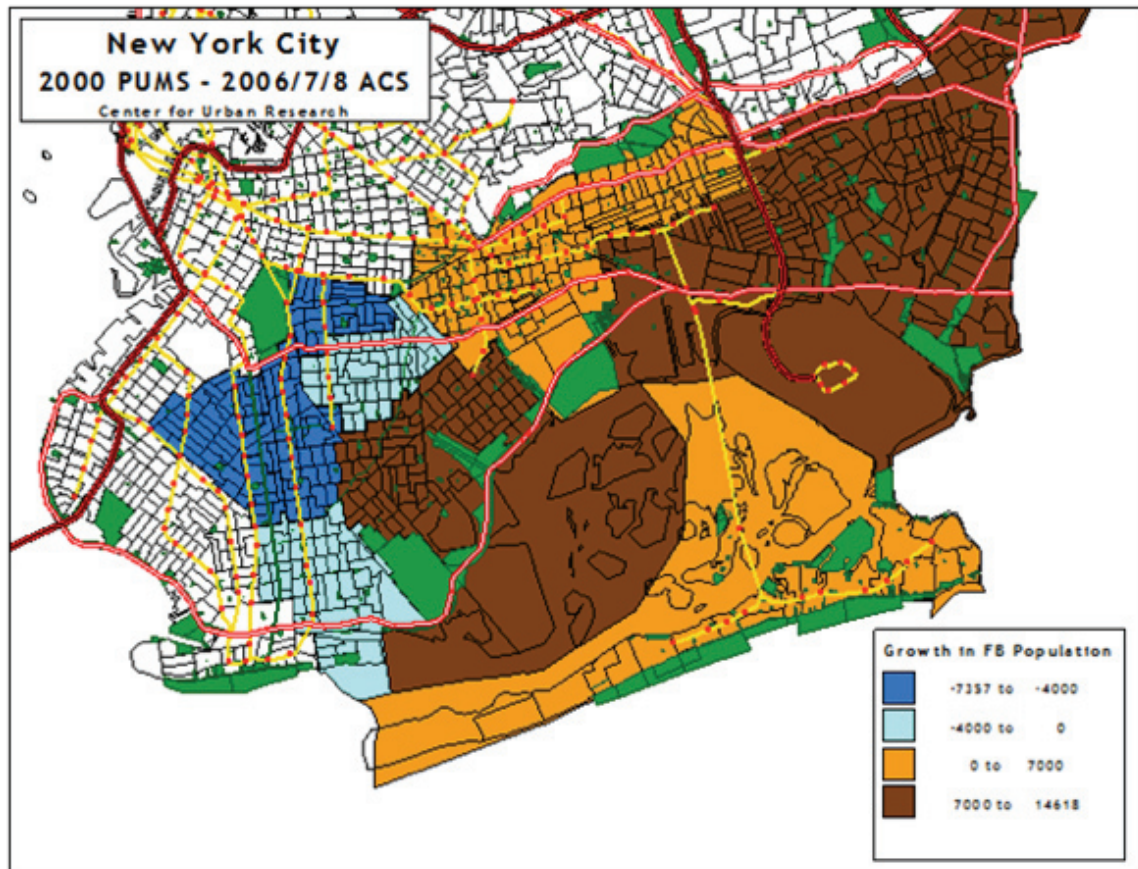 New York City
2000 PUMS - 2006/7/8 ACS
Center for Urban Research
Growth in FB Population
-7357 to -4000
-4000 to 0
0 to 7000
7000 to 14618